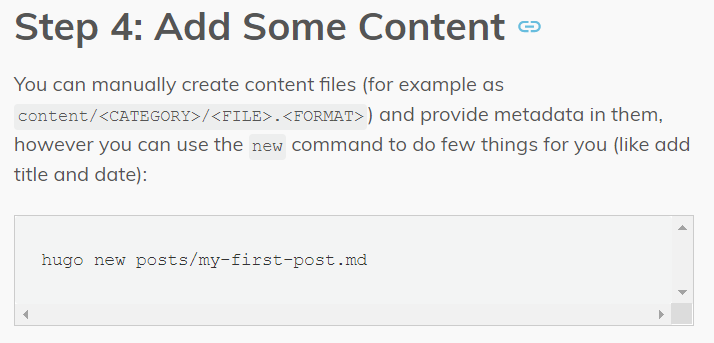 Step 4: Add Some Content
You can manually create content files (for example as
content/<CATEGORY>/<FILE>.<FORMAT>) and provide metadata in them,
however you can use the new command to do few things for you (like add
title and date):
hugo new posts/my-first-post.md